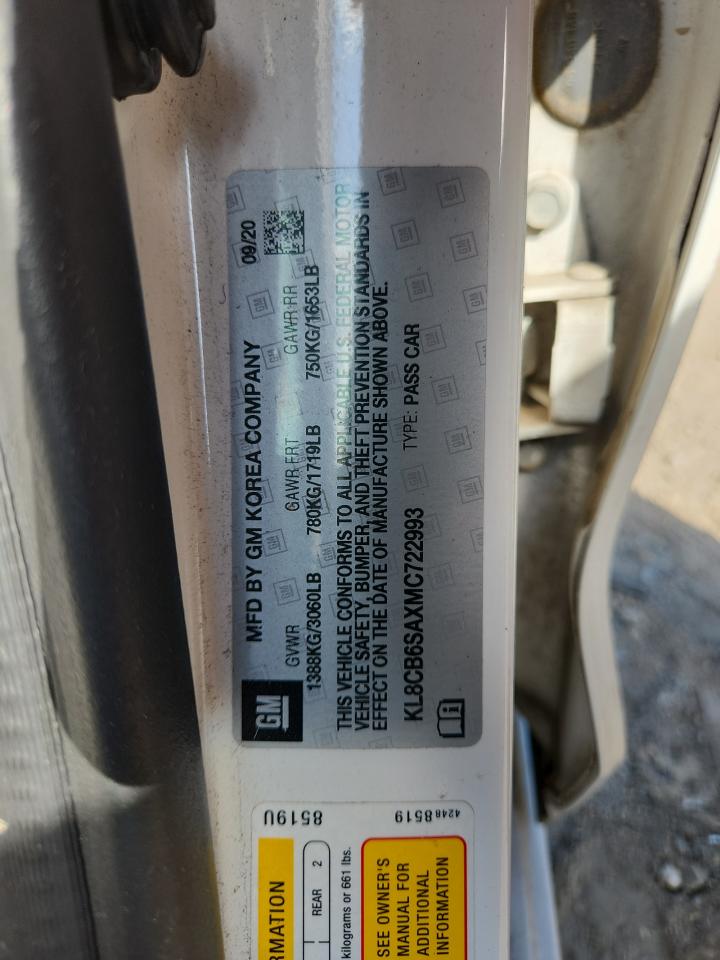 MFD BY GM KOREA COMPANY 09/20
GM
GVWR GAWR FRT GAWR RR
1388KG/3060LB 780KG/1719LB 750KG/1653LB
THIS VEHICLE CONFORMS TO ALL APPLICABLE U.S. FEDERAL MOTOR
VEHICLE SAFETY, BUMPER, AND THEFT PREVENTION STANDARDS IN
EFFECT ON THE DATE OF MANUFACTURE SHOWN ABOVE.
KL8CB6SAXMC722993 TYPE: PASS CAR
8519U
42488519
RMATION
REAR 2
kilograms or 661 lbs.
SEE OWNER'S
MANUAL FOR
ADDITIONAL
INFORMATION